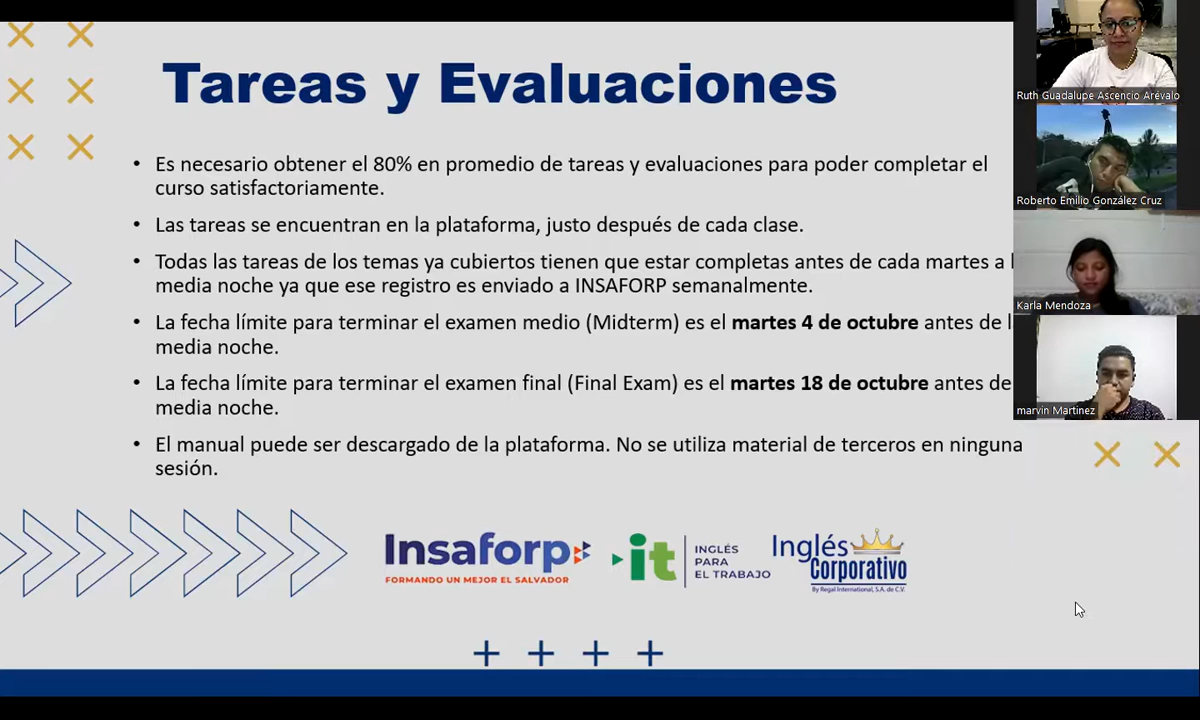 Tareas y Evaluaciones
• Es necesario obtener el 80% en promedio de tareas y evaluaciones para poder completar el
curso satisfactoriamente.
• Las tareas se encuentran en la plataforma, justo después de cada clase.
• Todas las tareas de los temas ya cubiertos tienen que estar completas antes de cada martes a
media noche ya que ese registro es enviado a INSAFORP semanalmente.
• La fecha límite para terminar el examen medio (Midterm) es el martes 4 de octubre antes de
media noche.
• La fecha límite para terminar el examen final (Final Exam) es el martes 18 de octubre antes de
media noche.
• El manual puede ser descargado de la plataforma. No se utiliza material de terceros en ninguna
sesión.
Insaforp
FORMANDO UN MEJOR EL SALVADOR
it
INGLÉS
PARA
EL TRABAJO
Inglés
Corporativo
By Regal International, S.A. de C.V.
Ruth Guadalupe Ascencio Arévalo
Roberto Emilio González Cruz
Karla Mendoza
marvin Martinez